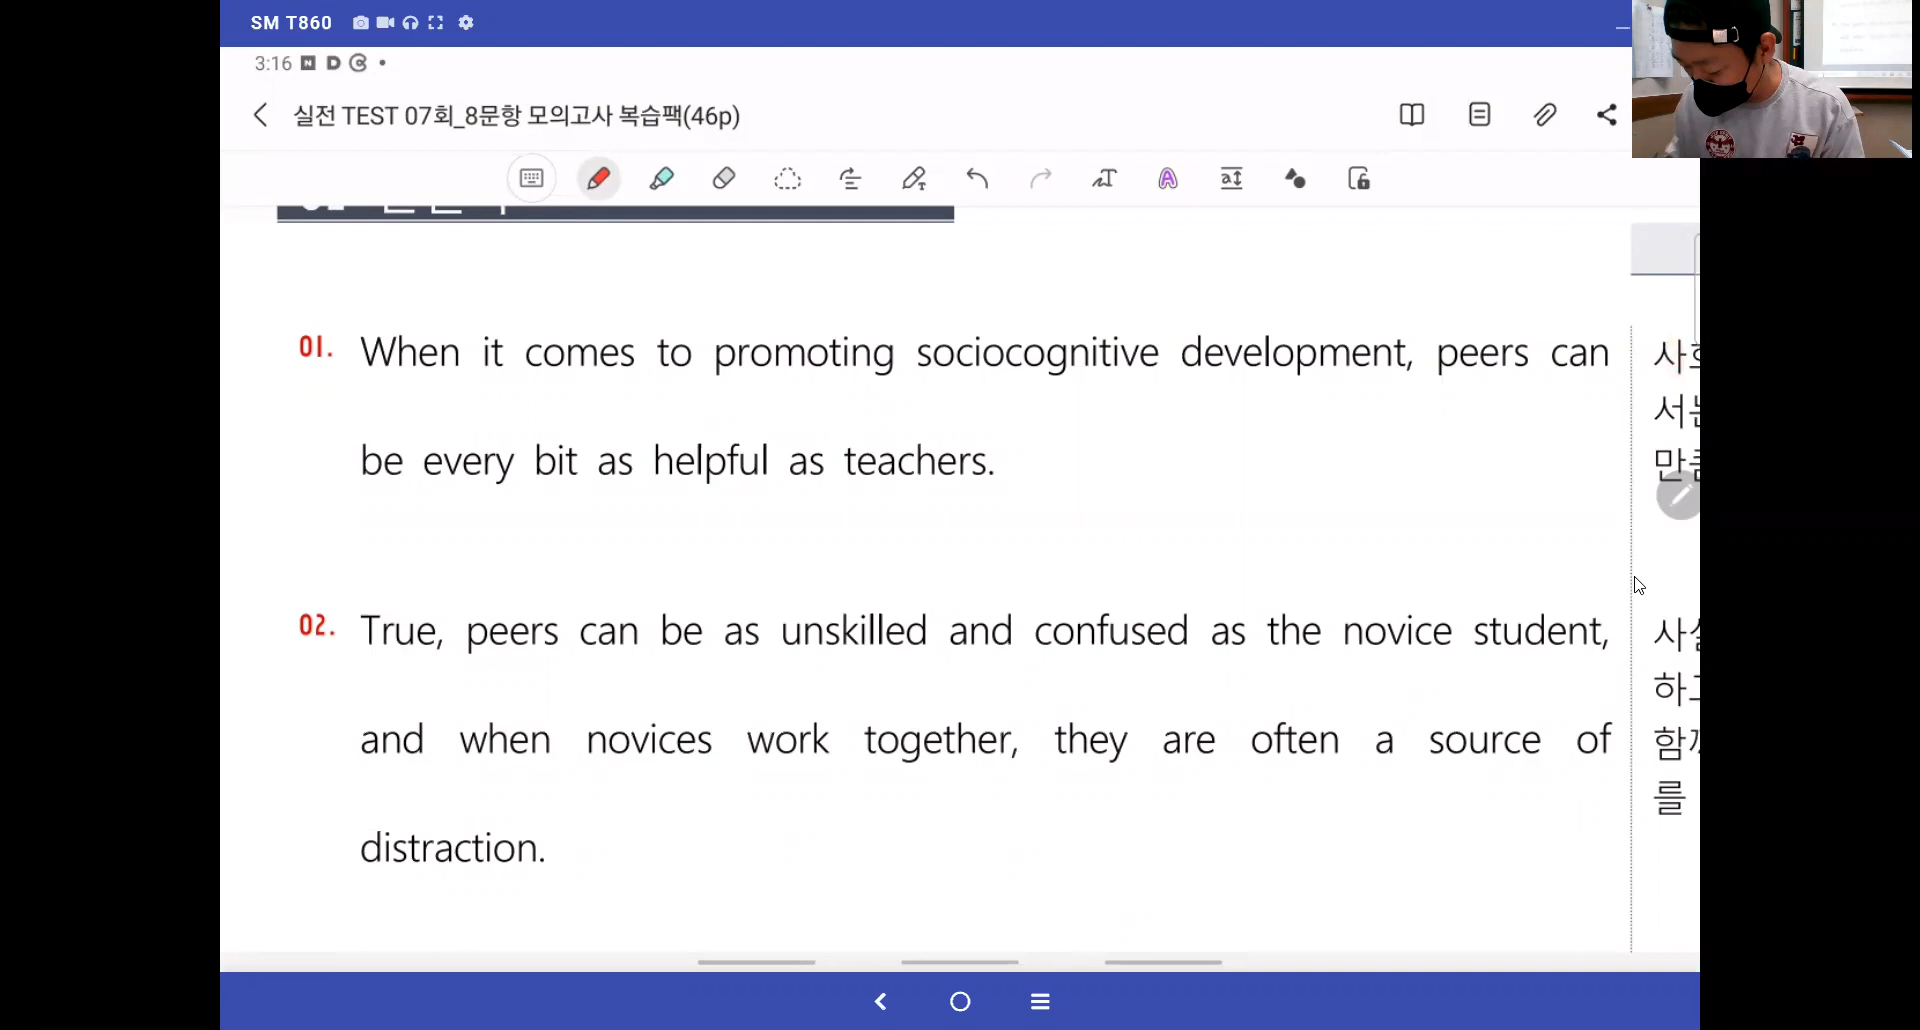 SM T860
3:16
실전 TEST 07회_8문항 모의고사 복습팩(46p)
01. When it comes to promoting sociocognitive development, peers can
be every bit as helpful as teachers.
02. True, peers can be as unskilled and confused as the novice student,
and when novices work together, they are often a source of
distraction.
를